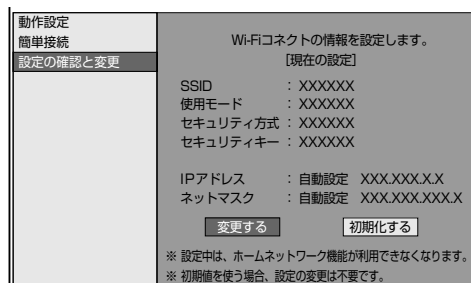 動作設定
簡単接続
設定の確認と変更
Wi-Fiコネクトの情報を設定します。
[現在の設定]
SSID : XXXXXX
使用モード : XXXXXX
セキュリティ方式 : XXXXXX
セキュリティキー : XXXXXX
IPアドレス : 自動設定 XXX.XXX.X.X
ネットマスク : 自動設定 XXX.XXX.XXX.X
変更する 初期化する
※ 設定中は、ホームネットワーク機能が利用できなくなります。
※ 初期値を使う場合、設定の変更は不要です。